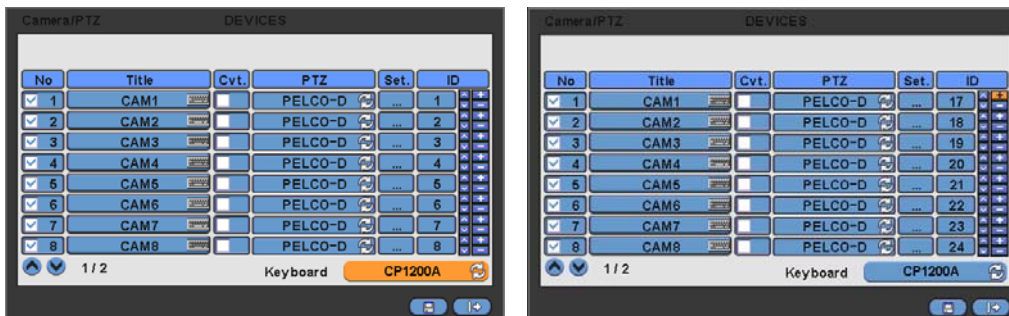 Camera/PTZ DEVICES
No Title Cvt. PTZ Set. ID
1 CAM1 PELCO-D ... 1
2 CAM2 PELCO-D ... 2
3 CAM3 PELCO-D ... 3
4 CAM4 PELCO-D ... 4
5 CAM5 PELCO-D ... 5
6 CAM6 PELCO-D ... 6
7 CAM7 PELCO-D ... 7
8 CAM8 PELCO-D ... 8
1 / 2 Keyboard CP1200A
Camera/PTZ DEVICES
No Title Cvt. PTZ Set. ID
1 CAM1 PELCO-D ... 17
2 CAM2 PELCO-D ... 18
3 CAM3 PELCO-D ... 19
4 CAM4 PELCO-D ... 20
5 CAM5 PELCO-D ... 21
6 CAM6 PELCO-D ... 22
7 CAM7 PELCO-D ... 23
8 CAM8 PELCO-D ... 24
1 / 2 Keyboard CP1200A